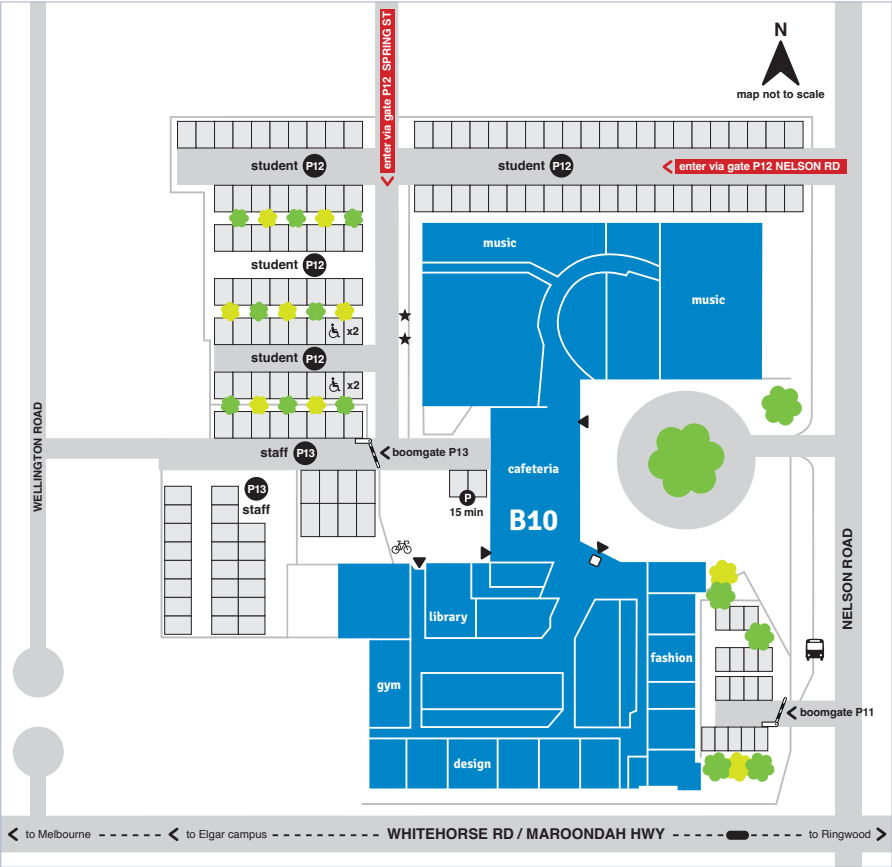 enter via gate P12 SPRING ST
N
map not to scale
student P12
student P12
enter via gate P12 NELSON RD
music
student P12
music
x2
student P12
x2
WELLINGTON ROAD
staff P13
boomgate P13
cafeteria
P13
staff
P
15 min
B10
NELSON ROAD
library
fashion
gym
boomgate P11
design
to Melbourne
to Elgar campus
WHITEHORSE RD / MAROONDAH HWY
to Ringwood